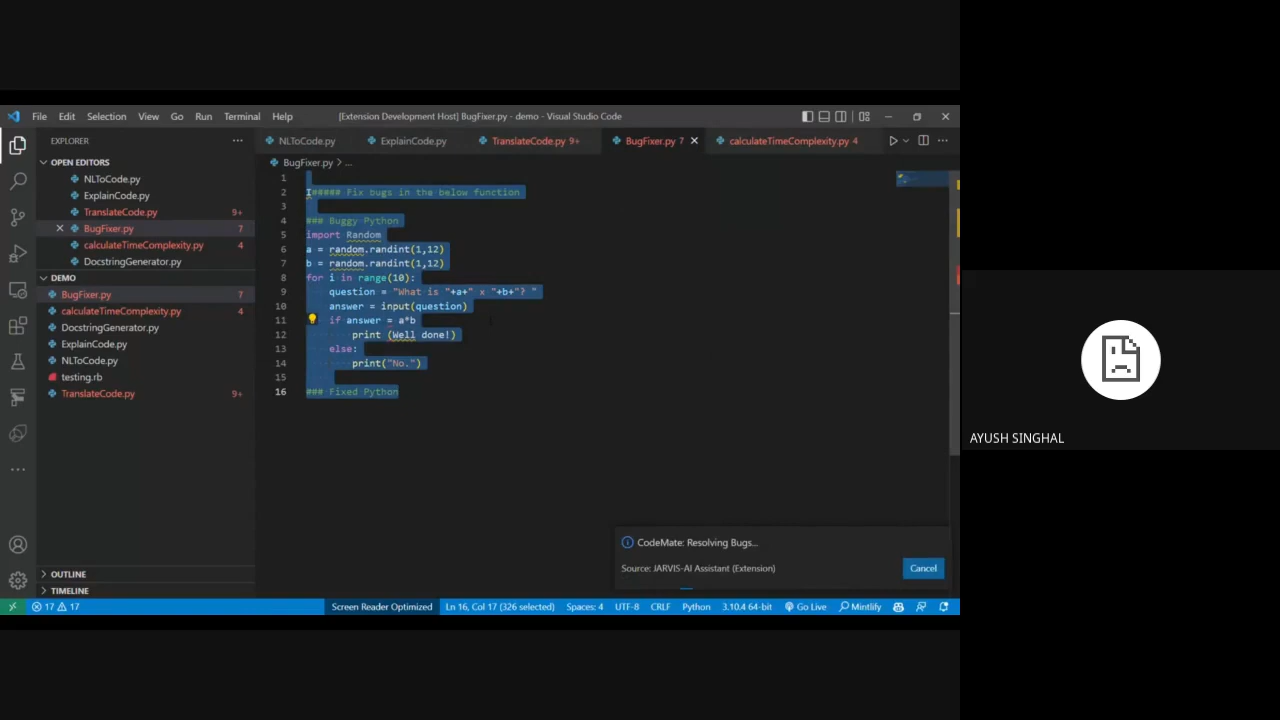 File Edit Selection View Go Run Terminal Help [Extension Development Host] BugFixer.py - demo - Visual Studio Code
EXPLORER
NLToCode.py ExplainCode.py TranslateCode.py 9+ BugFixer.py 7 calculateTimeComplexity.py 4
OPEN EDITORS
NLToCode.py
ExplainCode.py
TranslateCode.py 9+
BugFixer.py 7
calculateTimeComplexity.py 4
DocstringGenerator.py
DEMO
BugFixer.py 7
calculateTimeComplexity.py 4
DocstringGenerator.py
ExplainCode.py
NLToCode.py
testing.rb
TranslateCode.py 9+
OUTLINE
TIMELINE
BugFixer.py > ...
1
2 ##### Fix bugs in the below function
3
4 ### Buggy Python
5 import Random
6 a = random.randint(1,12)
7 b = random.randint(1,12)
8 for i in range(10):
9 question = "What is "+a+" x "+b+"? "
10 answer = input(question)
11 if answer = a*b
12 print (Well done!)
13 else:
14 print("No.")
15
16 ### Fixed Python
CodeMate: Resolving Bugs...
Source: JARVIS-AI Assistant (Extension)
Cancel
17 17 Screen Reader Optimized Ln 16, Col 17 (326 selected) Spaces: 4 UTF-8 CRLF Python 3.10.4 64-bit Go Live Mintlify
AYUSH SINGHAL